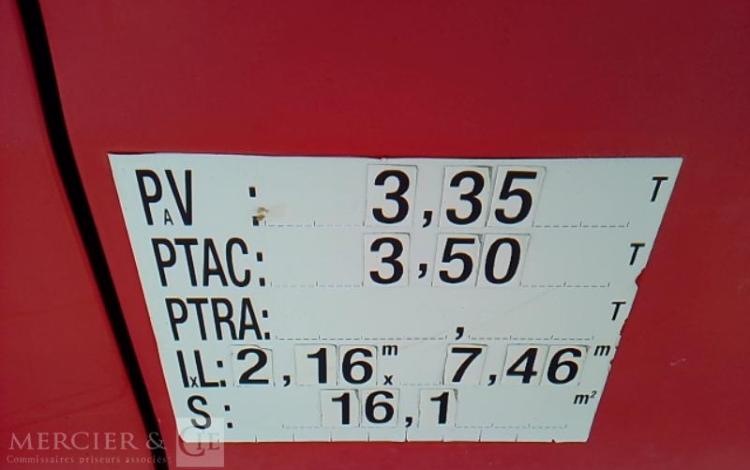 PAV : 3,35 T
PTAC: 3,50 T
PTRA: , T
IxL: 2,16 m x 7,46 m
S: 16,1 m²
MERCIER & CIE
Commissaires priseurs associés